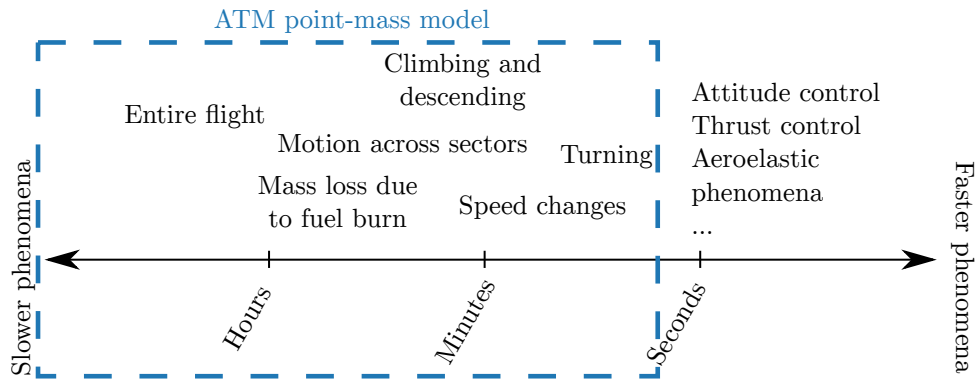 ATM point-mass model
Climbing and
descending
Entire flight
Motion across sectors
Turning
Mass loss due
to fuel burn
Speed changes
Attitude control
Thrust control
Aeroelastic
phenomena
...
Slower phenomena
Faster phenomena
Hours
Minutes
Seconds